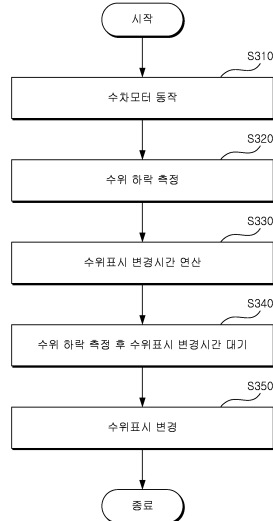 시작
S310
수차모터 동작
S320
수위 하락 측정
S330
수위표시 변경시간 연산
S340
수위 하락 측정 후 수위표시 변경시간 대기
S350
수위표시 변경
종료